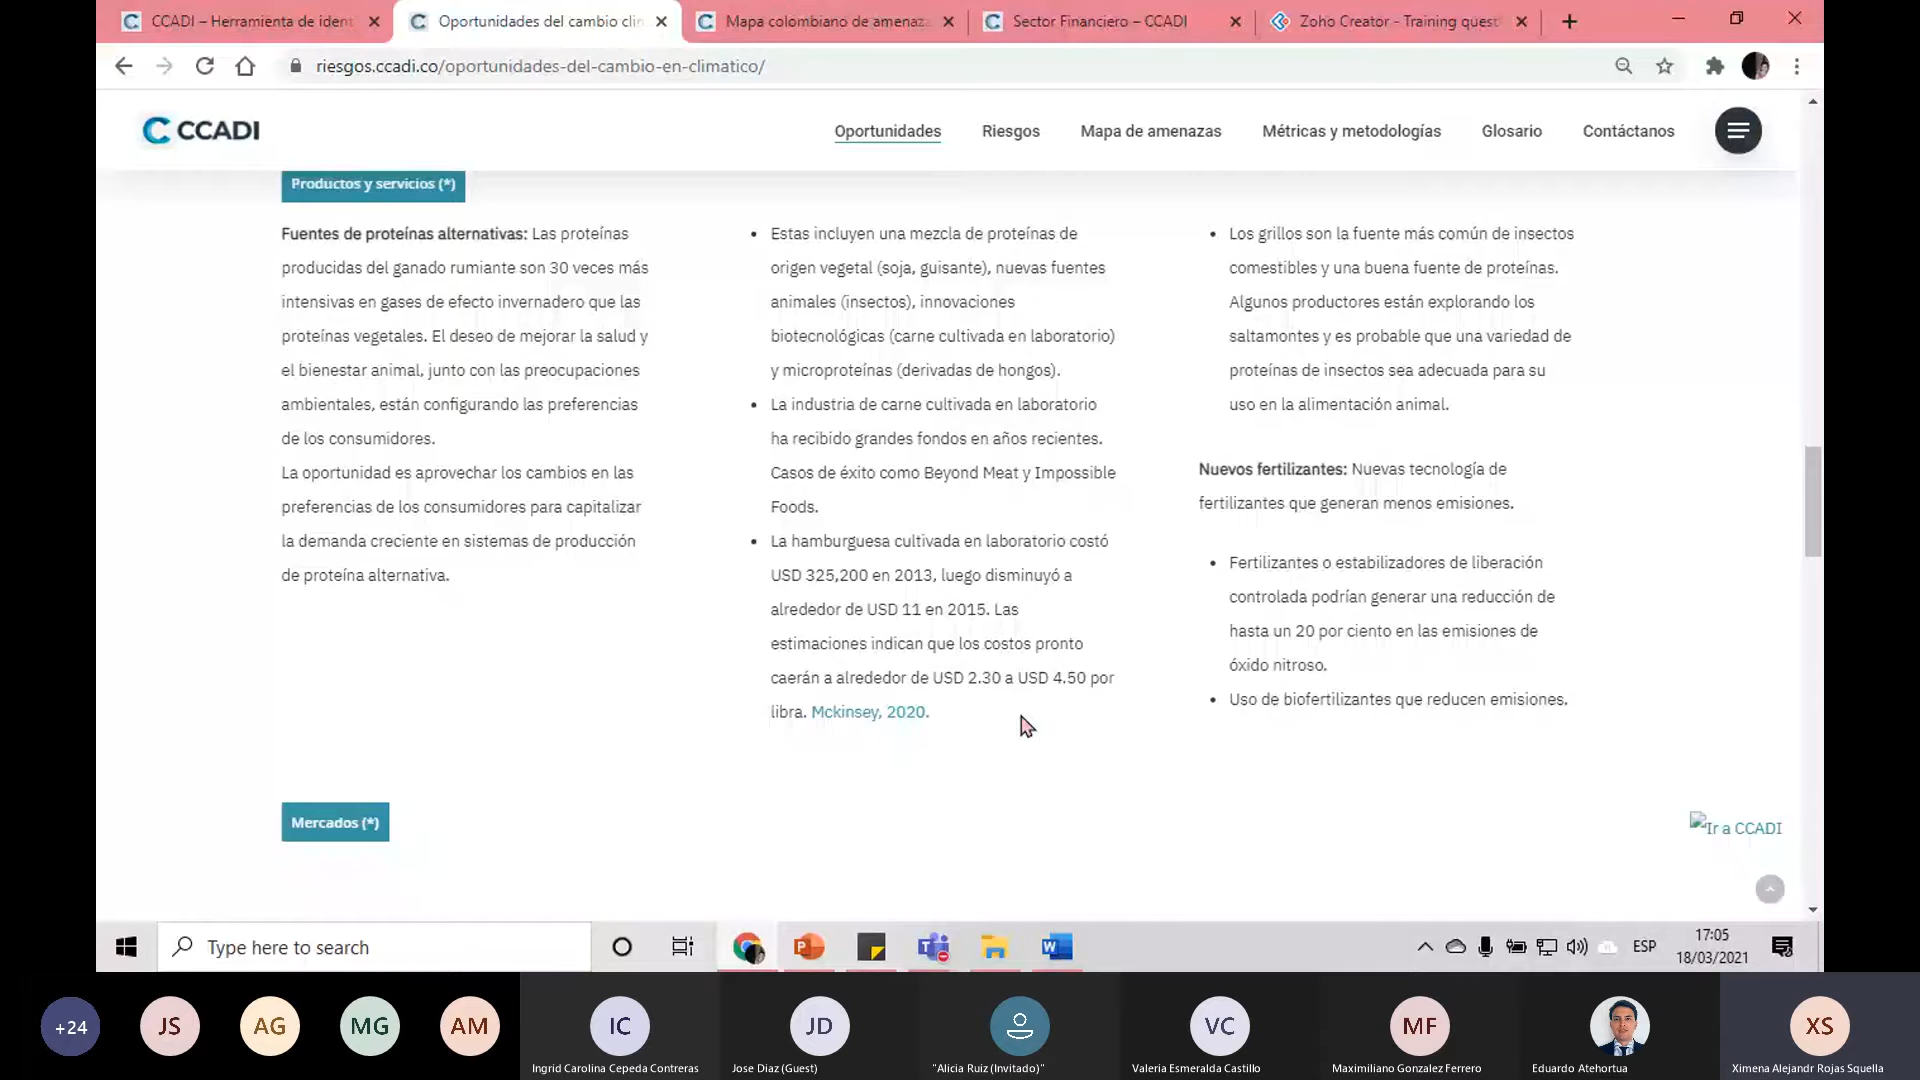 CCADI – Herramienta de ident
Oportunidades del cambio clim
Mapa colombiano de amenaza
Sector Financiero – CCADI
Zoho Creator - Training quest
riesgos.ccadi.co/oportunidades-del-cambio-en-climatico/
CCADI
Oportunidades
Riesgos
Mapa de amenazas
Métricas y metodologías
Glosario
Contáctanos
Productos y servicios (*)
Fuentes de proteínas alternativas: Las proteínas
producidas del ganado rumiante son 30 veces más
intensivas en gases de efecto invernadero que las
proteínas vegetales. El deseo de mejorar la salud y
el bienestar animal, junto con las preocupaciones
ambientales, están configurando las preferencias
de los consumidores.
La oportunidad es aprovechar los cambios en las
preferencias de los consumidores para capitalizar
la demanda creciente en sistemas de producción
de proteína alternativa.
• Estas incluyen una mezcla de proteínas de
origen vegetal (soja, guisante), nuevas fuentes
animales (insectos), innovaciones
biotecnológicas (carne cultivada en laboratorio)
y microproteínas (derivadas de hongos).
• La industria de carne cultivada en laboratorio
ha recibido grandes fondos en años recientes.
Casos de éxito como Beyond Meat y Impossible
Foods.
• La hamburguesa cultivada en laboratorio costó
USD 325,200 en 2013, luego disminuyó a
alrededor de USD 11 en 2015. Las
estimaciones indican que los costos pronto
caerán a alrededor de USD 2.30 a USD 4.50 por
libra. Mckinsey, 2020.
• Los grillos son la fuente más común de insectos
comestibles y una buena fuente de proteínas.
Algunos productores están explorando los
saltamontes y es probable que una variedad de
proteínas de insectos sea adecuada para su
uso en la alimentación animal.
Nuevos fertilizantes: Nuevas tecnología de
fertilizantes que generan menos emisiones.
• Fertilizantes o estabilizadores de liberación
controlada podrían generar una reducción de
hasta un 20 por ciento en las emisiones de
óxido nitroso.
• Uso de biofertilizantes que reducen emisiones.
Mercados (*)
Ir a CCADI
Type here to search
ESP
17:05
18/03/2021
+24
JS
AG
MG
AM
IC
Ingrid Carolina Cepeda Contreras
JD
Jose Diaz (Guest)
"Alicia Ruiz (Invitado)"
VC
Valeria Esmeralda Castillo
MF
Maximiliano Gonzalez Ferrero
Eduardo Atehortua
XS
Ximena Alejandr Rojas Squella